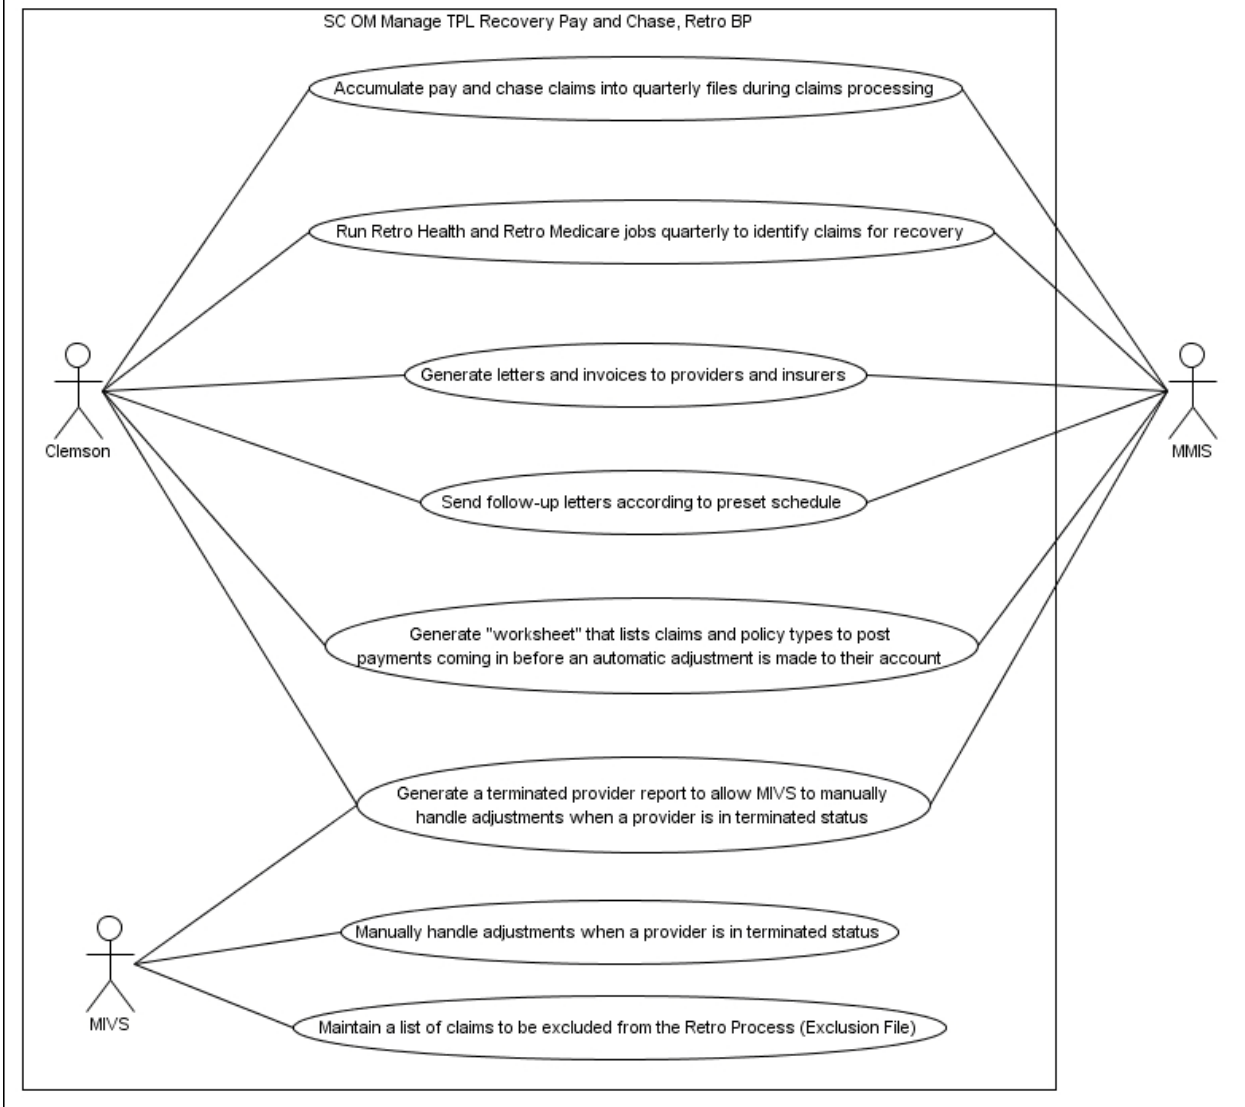 SC OM Manage TPL Recovery Pay and Chase, Retro BP
Accumulate pay and chase claims into quarterly files during claims processing
Run Retro Health and Retro Medicare jobs quarterly to identify claims for recovery
Generate letters and invoices to providers and insurers
Clemson
MMIS
Send follow-up letters according to preset schedule
Generate "worksheet" that lists claims and policy types to post
payments coming in before an automatic adjustment is made to their account
Generate a terminated provider report to allow MIVS to manually
handle adjustments when a provider is in terminated status
Manually handle adjustments when a provider is in terminated status
MIVS
Maintain a list of claims to be excluded from the Retro Process (Exclusion File)